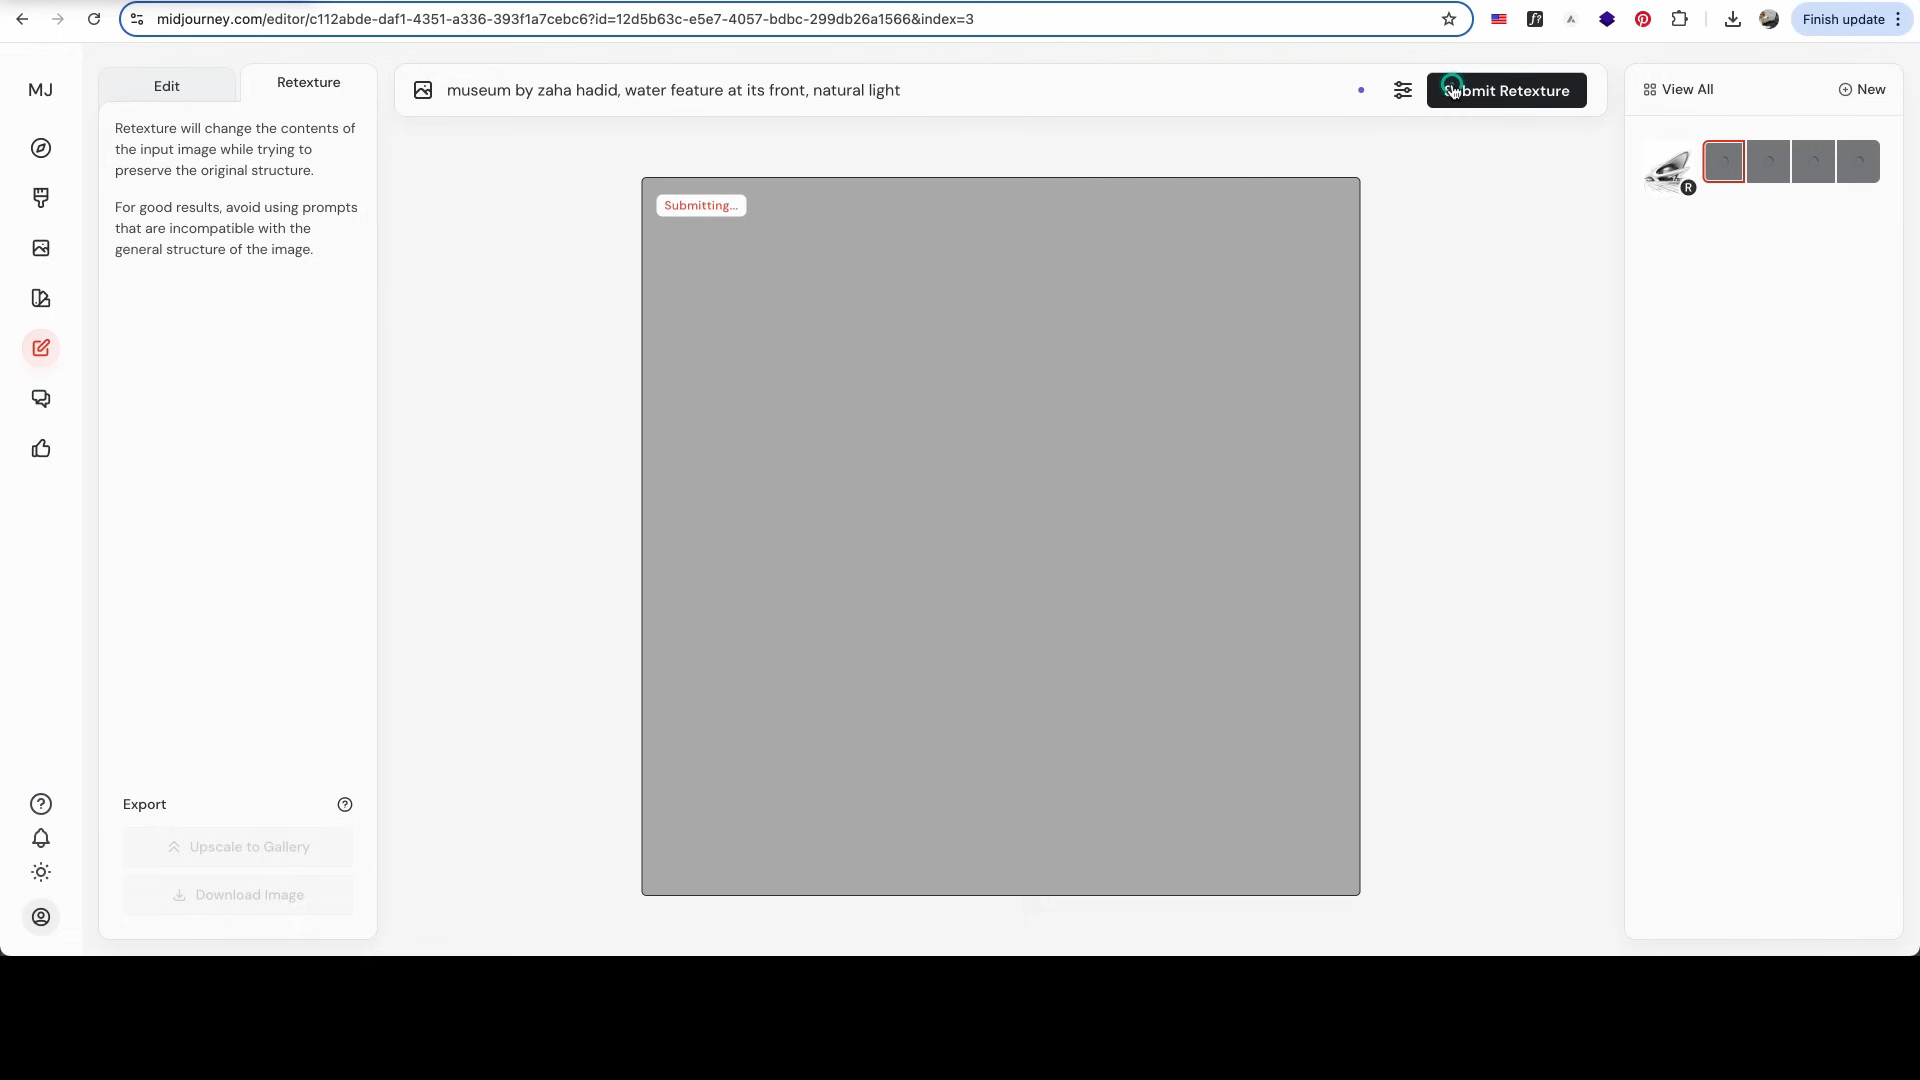 midjourney.com/editor/c112abde-daf1-4351-a336-393f1a7cebc6?id=12d5b63c-e5e7-4057-bdbc-299db26a1566&index=3
f?
Finish update
MJ
Edit
Retexture
museum by zaha hadid, water feature at its front, natural light
Submit Retexture
View All
New
Retexture will change the contents of
the input image while trying to
preserve the original structure.
For good results, avoid using prompts
that are incompatible with the
general structure of the image.
Submitting...
R
Export
Upscale to Gallery
Download Image